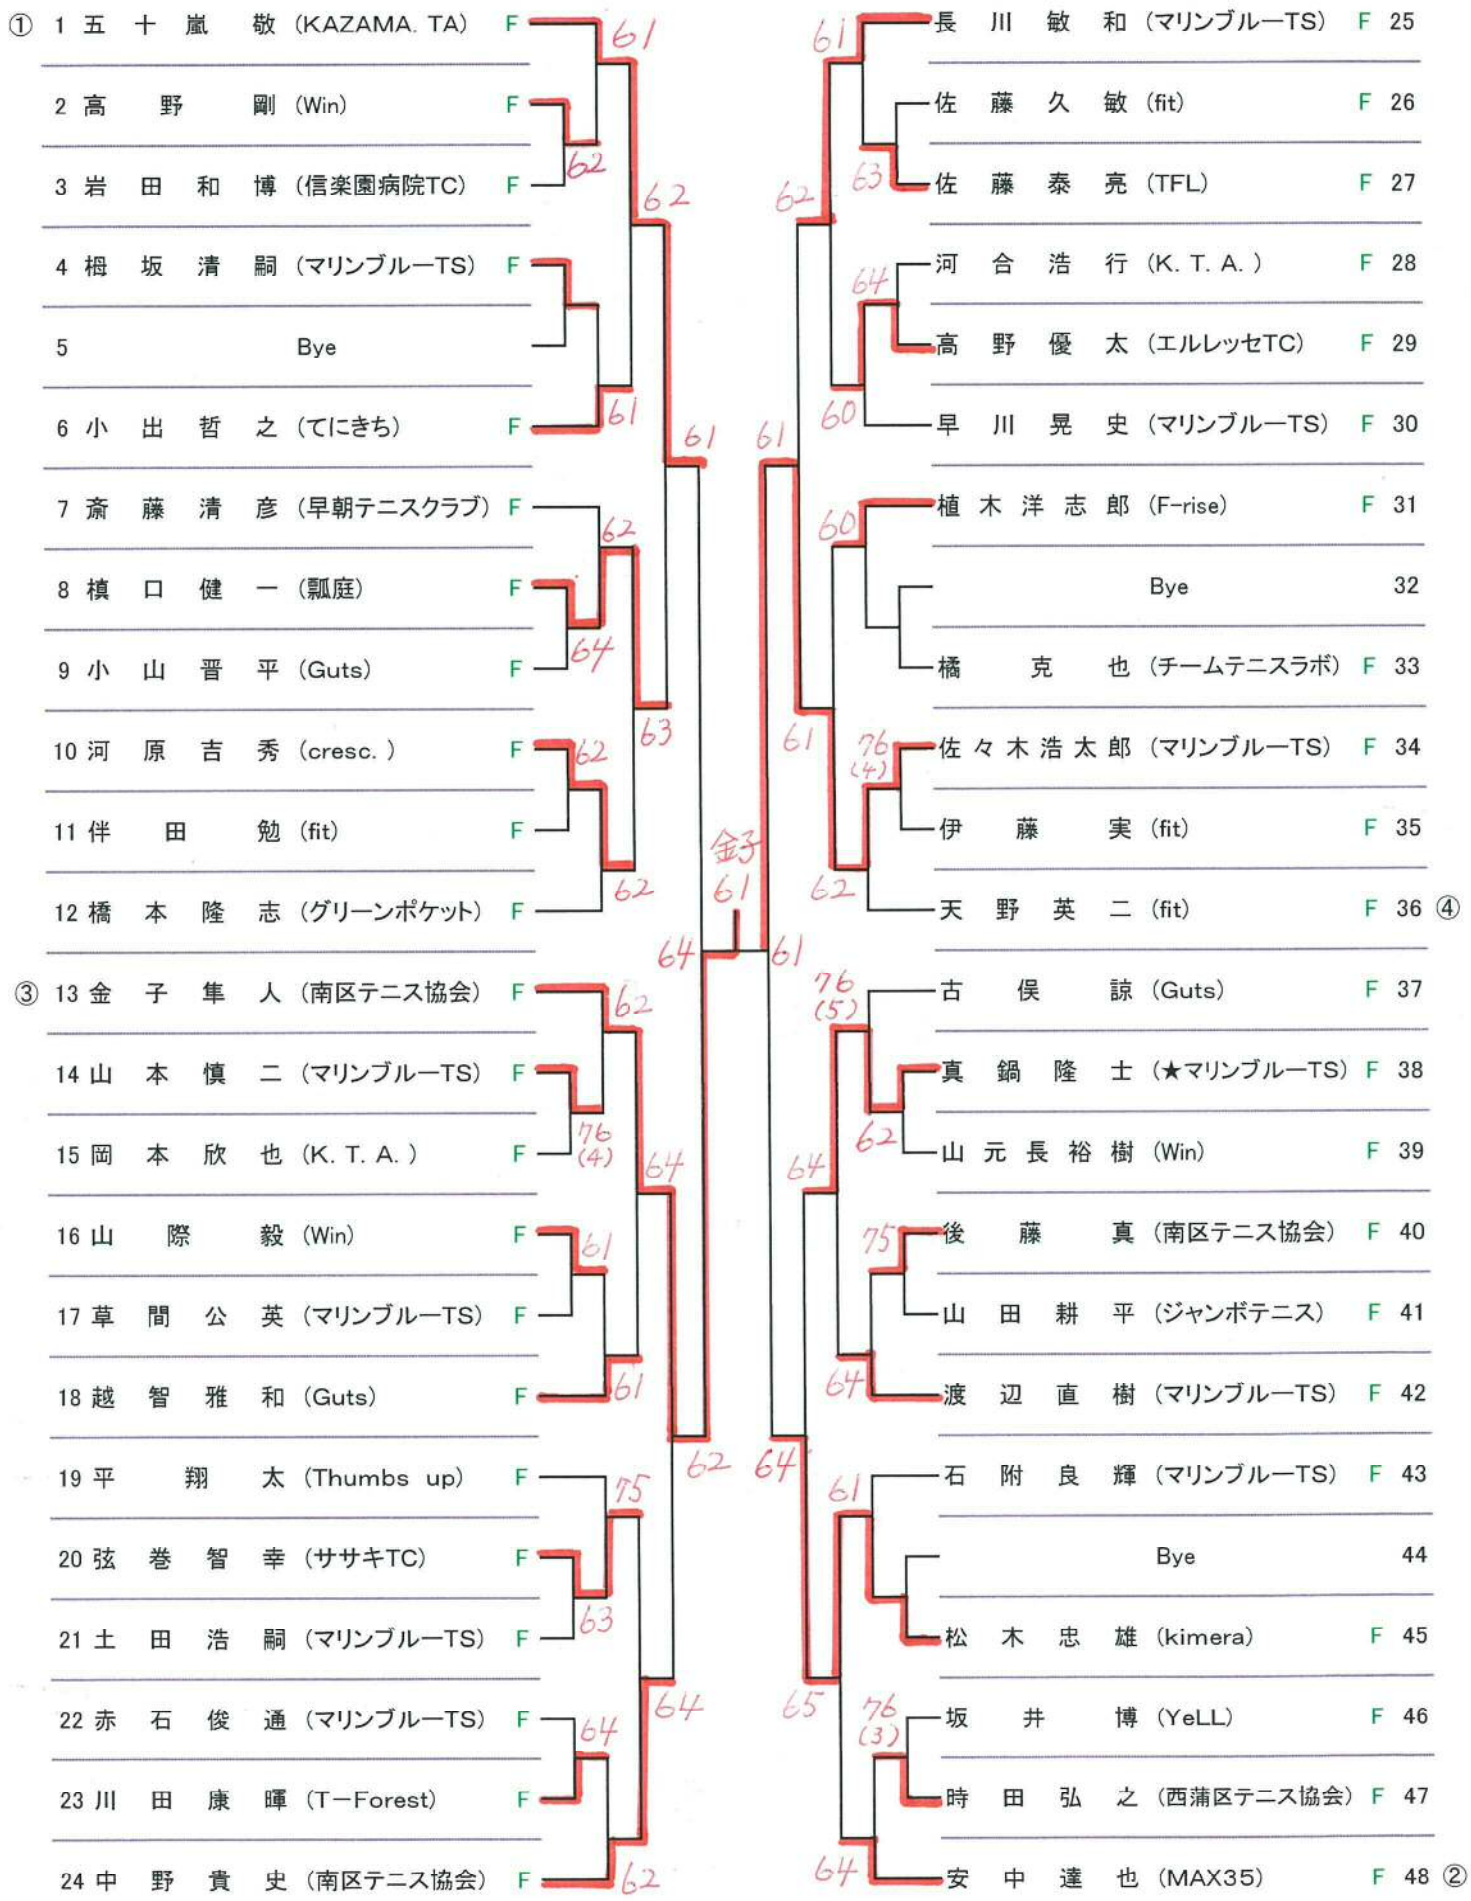 ① 1 五十嵐 敬 (KAZAMA. TA) F
61
2 高野 剛 (Win) F
62
3 岩田和博 (信楽園病院TC) F
62
4 栂坂清嗣 (マリンブルーTS) F
5 Bye
61
6 小出哲之 (てにきち) F
61
7 斎藤清彦 (早朝テニスクラブ) F
62
8 槙口健一 (瓢庭) F
64
9 小山晋平 (Guts) F
63
10 河原吉秀 (cresc. ) F
62
11 伴田 勉 (fit) F
62
12 橋本隆志 (グリーンポケット) F
64
③ 13 金子隼人 (南区テニス協会) F
62
14 山本慎二 (マリンブルーTS) F
76
(4)
15 岡本欣也 (K. T. A. ) F
64
16 山際 毅 (Win) F
61
17 草間公英 (マリンブルーTS) F
61
18 越智雅和 (Guts) F
62
19 平 翔太 (Thumbs up) F
75
20 弦巻智幸 (ササキTC) F
63
21 土田浩嗣 (マリンブルーTS) F
64
22 赤石俊通 (マリンブルーTS) F
64
23 川田康暉 (T-Forest) F
62
24 中野貴史 (南区テニス協会) F
金子
61
61
長川敏和 (マリンブルーTS) F 25
佐藤久敏 (fit) F 26
63
佐藤泰亮 (TFL) F 27
62
河合浩行 (K. T. A. ) F 28
64
高野優太 (エルレッセTC) F 29
60
早川晃史 (マリンブルーTS) F 30
61
植木洋志郎 (F-rise) F 31
60
Bye 32
橘 克也 (チームテニスラボ) F 33
61
76
(4)
佐々木浩太郎 (マリンブルーTS) F 34
伊藤 実 (fit) F 35
62
天野英二 (fit) F 36 ④
61
76
(5)
古俣 諒 (Guts) F 37
真鍋隆士 (★マリンブルーTS) F 38
62
山元長裕樹 (Win) F 39
64
75
後藤 真 (南区テニス協会) F 40
山田耕平 (ジャンボテニス) F 41
64
渡辺直樹 (マリンブルーTS) F 42
64
石附良輝 (マリンブルーTS) F 43
61
Bye 44
松木忠雄 (kimera) F 45
65
76
(3)
坂井 博 (YeLL) F 46
時田弘之 (西蒲区テニス協会) F 47
64
安中達也 (MAX35) F 48 ②